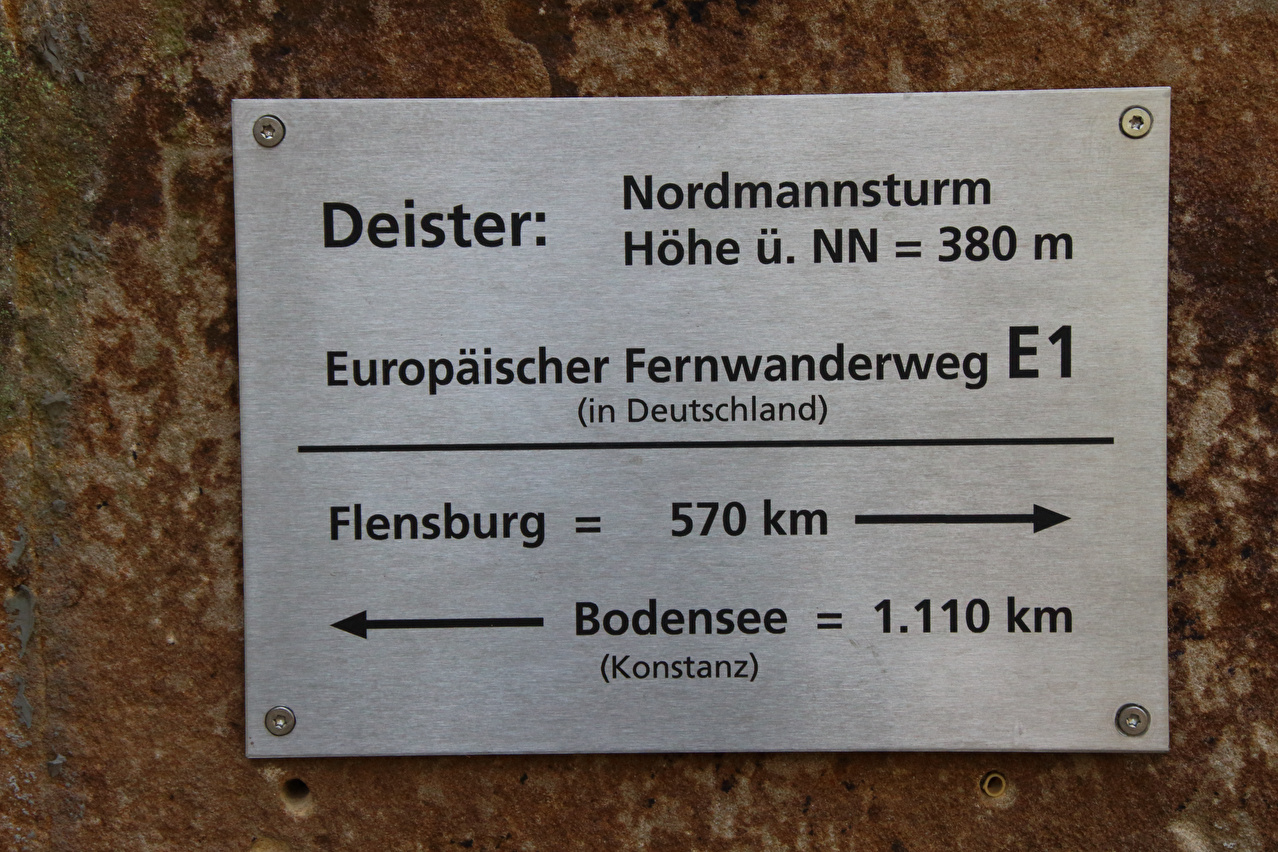 Deister:
Nordmannsturm
Höhe ü. NN = 380 m
Europäischer Fernwanderweg E1
(in Deutschland)
Flensburg = 570 km
Bodensee = 1.110 km
(Konstanz)